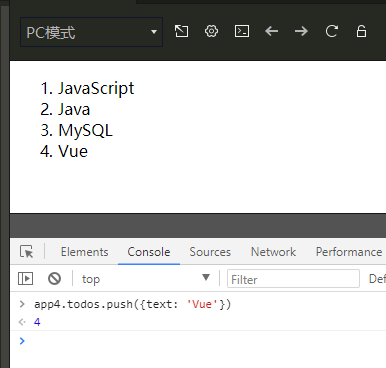 PC模式
1. JavaScript
2. Java
3. MySQL
4. Vue
Elements Console Sources Network Performance
top Filter Def
app4.todos.push({text: 'Vue'})
4